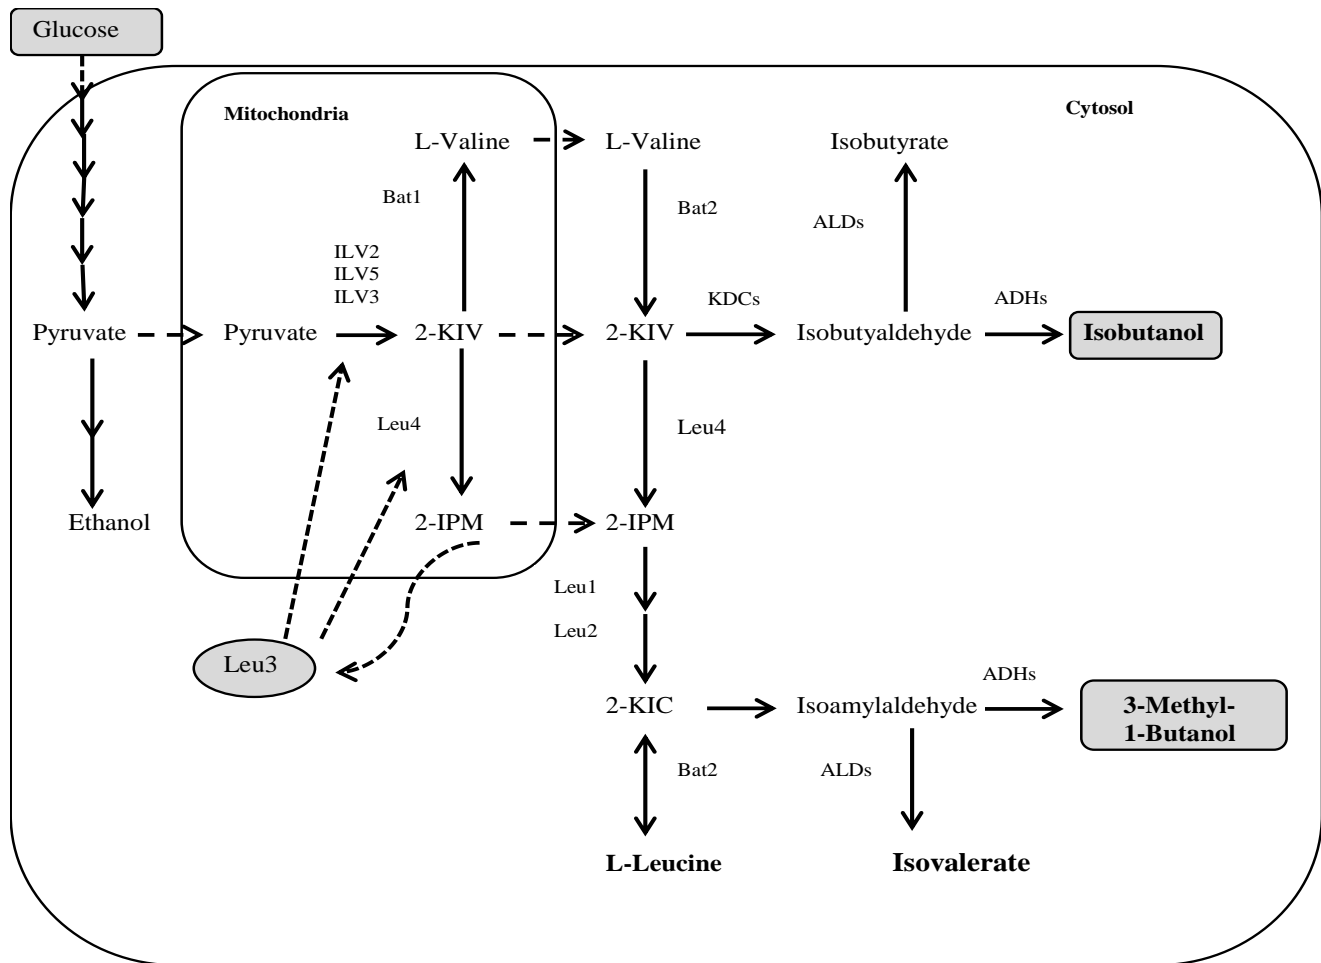 Glucose
Mitochondria
Cytosol
L-Valine
L-Valine
Isobutyrate
Bat1
Bat2
ALDs
ILV2
ILV5
ILV3
KDCs
ADHs
Pyruvate
Pyruvate
2-KIV
2-KIV
Isobutyaldehyde
Isobutanol
Leu4
Leu4
Ethanol
2-IPM
2-IPM
Leu1
Leu2
Leu3
ADHs
2-KIC
Isoamylaldehyde
3-Methyl-
1-Butanol
Bat2
ALDs
L-Leucine
Isovalerate